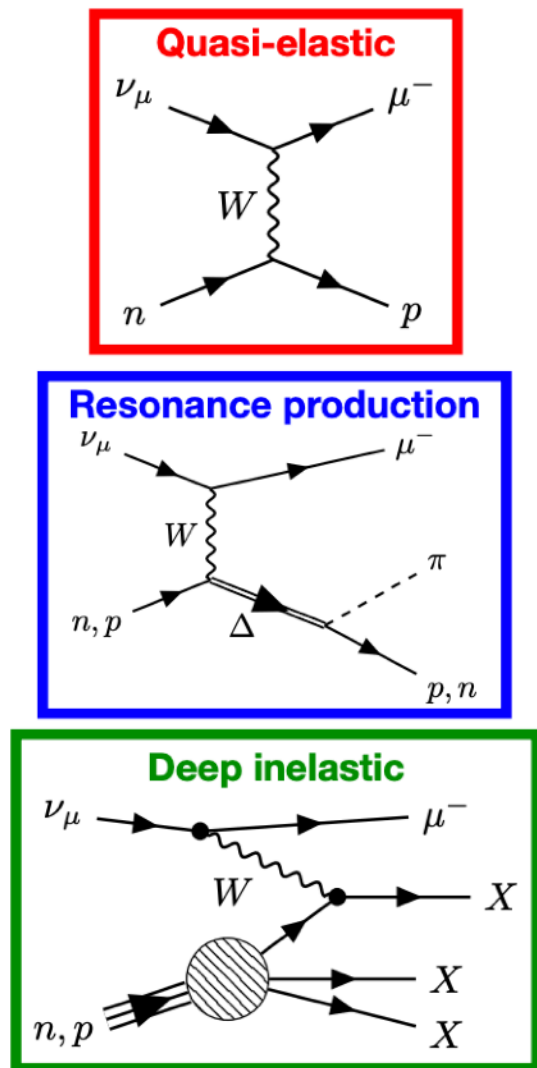 Quasi-elastic
νμ
μ−
W
n
p
Resonance production
νμ
μ−
W
π
n, p
Δ
p, n
Deep inelastic
νμ
μ−
W
X
X
n, p
X